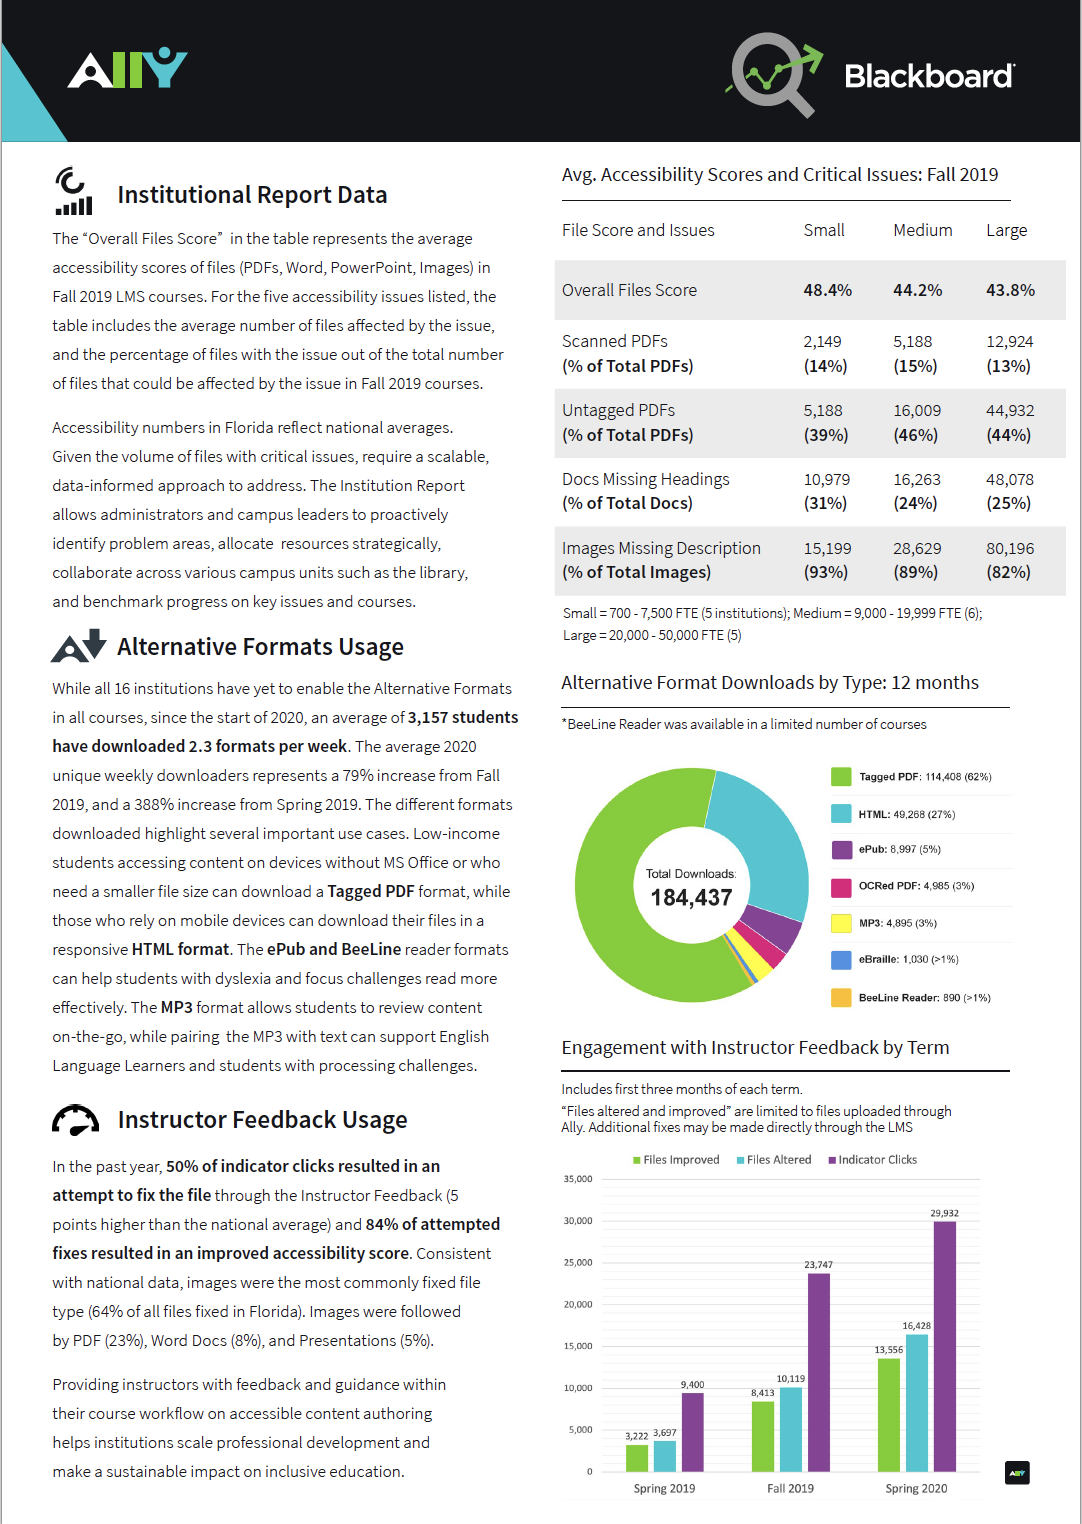 Ally
Blackboard
Institutional Report Data
The “Overall Files Score”  in the table represents the average
accessibility scores of files (PDFs, Word, PowerPoint, Images) in
Fall 2019 LMS courses. For the five accessibility issues listed, the
table includes the average number of files affected by the issue,
and the percentage of files with the issue out of the total number
of files that could be affected by the issue in Fall 2019 courses.
Accessibility numbers in Florida reflect national averages.
Given the volume of files with critical issues, require a scalable,
data-informed approach to address. The Institution Report
allows administrators and campus leaders to proactively
identify problem areas, allocate  resources strategically,
collaborate across various campus units such as the library,
and benchmark progress on key issues and courses.
Alternative Formats Usage
While all 16 institutions have yet to enable the Alternative Formats
in all courses, since the start of 2020, an average of 3,157 students
have downloaded 2.3 formats per week. The average 2020
unique weekly downloaders represents a 79% increase from Fall
2019, and a 388% increase from Spring 2019. The different formats
downloaded highlight several important use cases. Low-income
students accessing content on devices without MS Office or who
need a smaller file size can download a Tagged PDF format, while
those who rely on mobile devices can download their files in a
responsive HTML format. The ePub and BeeLine reader formats
can help students with dyslexia and focus challenges read more
effectively. The MP3 format allows students to review content
on-the-go, while pairing  the MP3 with text can support English
Language Learners and students with processing challenges.
Instructor Feedback Usage
In the past year, 50% of indicator clicks resulted in an
attempt to fix the file through the Instructor Feedback (5
points higher than the national average) and 84% of attempted
fixes resulted in an improved accessibility score. Consistent
with national data, images were the most commonly fixed file
type (64% of all files fixed in Florida). Images were followed
by PDF (23%), Word Docs (8%), and Presentations (5%).
Providing instructors with feedback and guidance within
their course workflow on accessible content authoring
helps institutions scale professional development and
make a sustainable impact on inclusive education.
Avg. Accessibility Scores and Critical Issues: Fall 2019
File Score and Issues Small Medium Large
Overall Files Score 48.4% 44.2% 43.8%
Scanned PDFs 2,149 5,188 12,924
(% of Total PDFs) (14%) (15%) (13%)
Untagged PDFs 5,188 16,009 44,932
(% of Total PDFs) (39%) (46%) (44%)
Docs Missing Headings 10,979 16,263 48,078
(% of Total Docs) (31%) (24%) (25%)
Images Missing Description 15,199 28,629 80,196
(% of Total Images) (93%) (89%) (82%)
Small = 700 - 7,500 FTE (5 institutions); Medium = 9,000 - 19,999 FTE (6);
Large = 20,000 - 50,000 FTE (5)
Alternative Format Downloads by Type: 12 months
*BeeLine Reader was available in a limited number of courses
Total Downloads:
184,437
Tagged PDF: 114,408 (62%)
HTML: 49,268 (27%)
ePub: 8,997 (5%)
OCRed PDF: 4,985 (3%)
MP3: 4,895 (3%)
eBraille: 1,030 (>1%)
BeeLine Reader: 890 (>1%)
Engagement with Instructor Feedback by Term
Includes first three months of each term.
“Files altered and improved” are limited to files uploaded through
Ally. Additional fixes may be made directly through the LMS
Files Improved Files Altered Indicator Clicks
35,000
30,000
25,000
20,000
15,000
10,000
5,000
0
3,222 3,697 9,400
8,413 10,119 23,747
13,556 16,428 29,932
Spring 2019 Fall 2019 Spring 2020
Ally